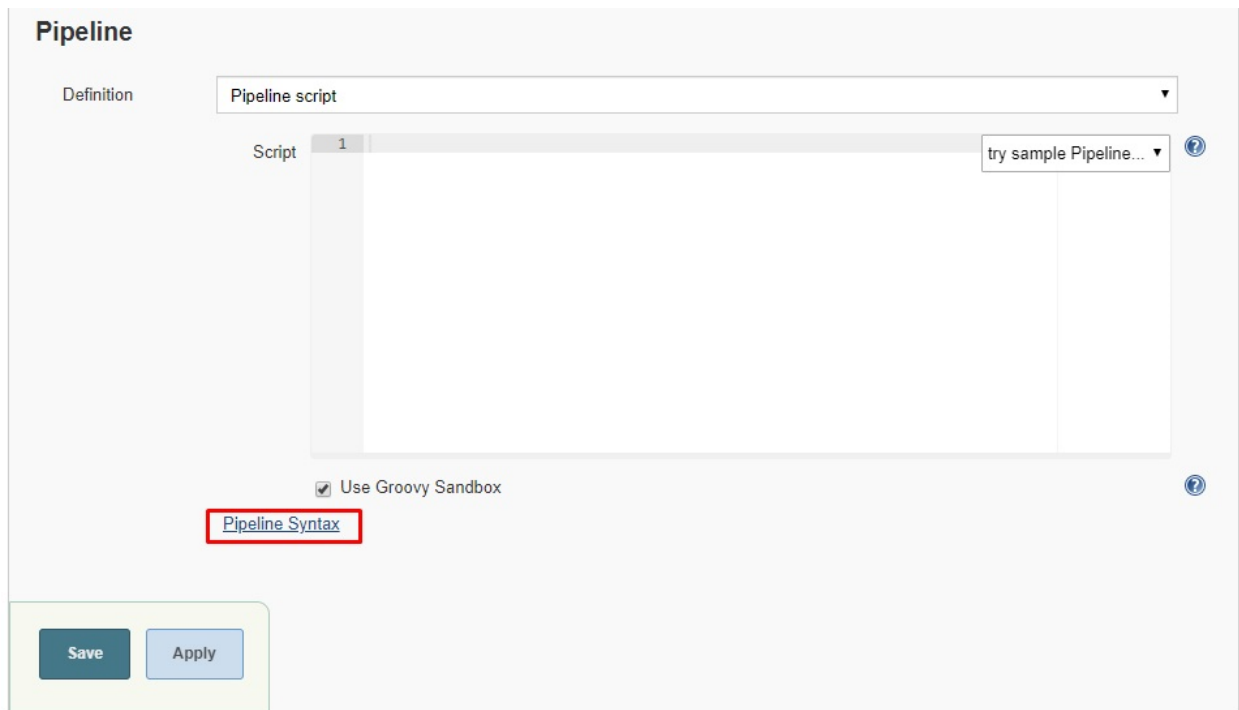 Pipeline
Definition Pipeline script
Script 1 try sample Pipeline...
Use Groovy Sandbox
Pipeline Syntax
Save Apply